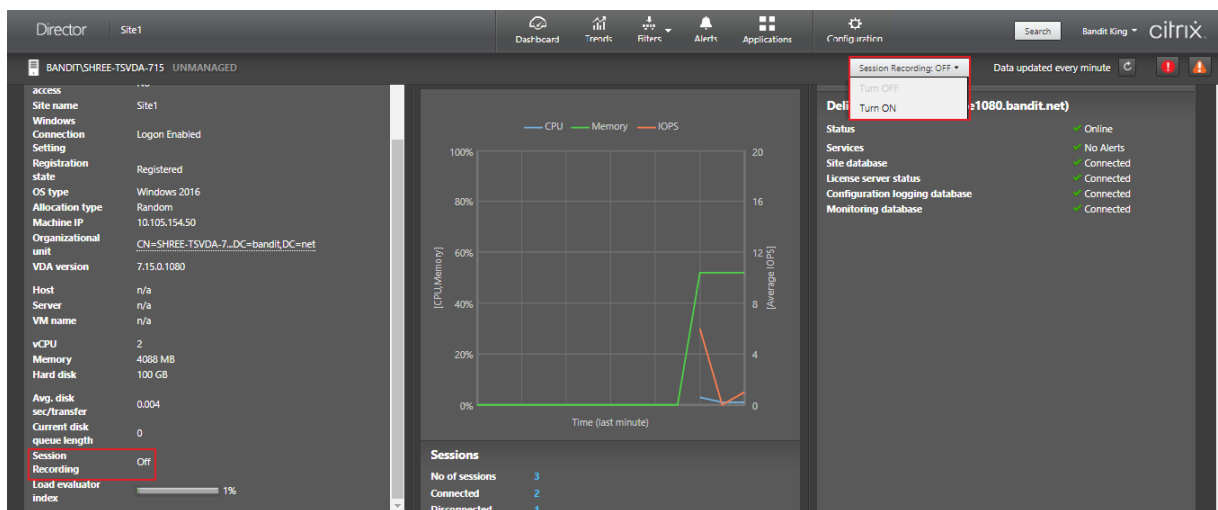 Director Site1
Dashboard Trends Filters Alerts Applications Configuration
Search Bandit King citrix
BANDIT\SHREE-TSVDA-715 UNMANAGED
Session Recording: OFF
Data updated every minute
Turn OFF
Turn ON
access
Site name Site1
Windows
Connection Logon Enabled
Setting
Registration
state Registered
OS type Windows 2016
Allocation type Random
Machine IP 10.105.154.50
Organizational
unit CN=SHREE-TSVDA-7...DC=bandit,DC=net
VDA version 7.15.0.1080
Host n/a
Server n/a
VM name n/a
vCPU 2
Memory 4088 MB
Hard disk 100 GB
Avg. disk
sec/transfer 0.004
Current disk
queue length 0
Session
Recording Off
Load evaluator
index 1%
CPU Memory IOPS
100% 20
80% 16
60% 12
40% 8
20% 4
0% 0
[CPU,Memory]
[Average IOPS]
Time (last minute)
Sessions
No of sessions 3
Connected 2
Disconnected 1
Deli e1080.bandit.net)
Status Online
Services No Alerts
Site database Connected
License server status Connected
Configuration logging database Connected
Monitoring database Connected